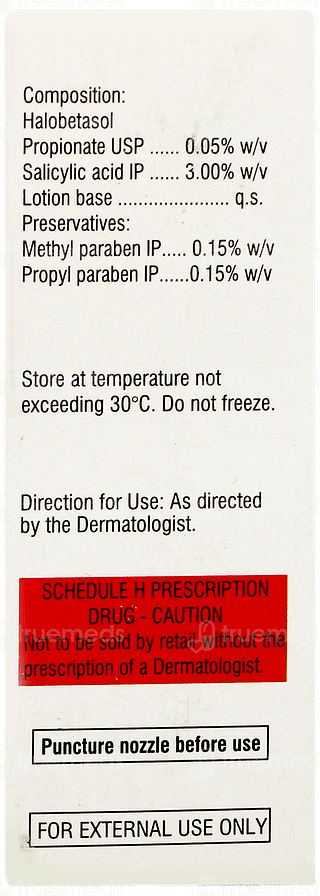 Composition:
Halobetasol
Propionate USP ...... 0.05% w/v
Salicylic acid IP ...... 3.00% w/v
Lotion base ...................... q.s.
Preservatives:
Methyl paraben IP..... 0.15% w/v
Propyl paraben IP......0.15% w/v
Store at temperature not
exceeding 30°C. Do not freeze.
Direction for Use: As directed
by the Dermatologist.
SCHEDULE H PRESCRIPTION
DRUG - CAUTION
Not to be sold by retail without the
prescription of a Dermatologist.
truemeds
truemeds
Puncture nozzle before use
FOR EXTERNAL USE ONLY